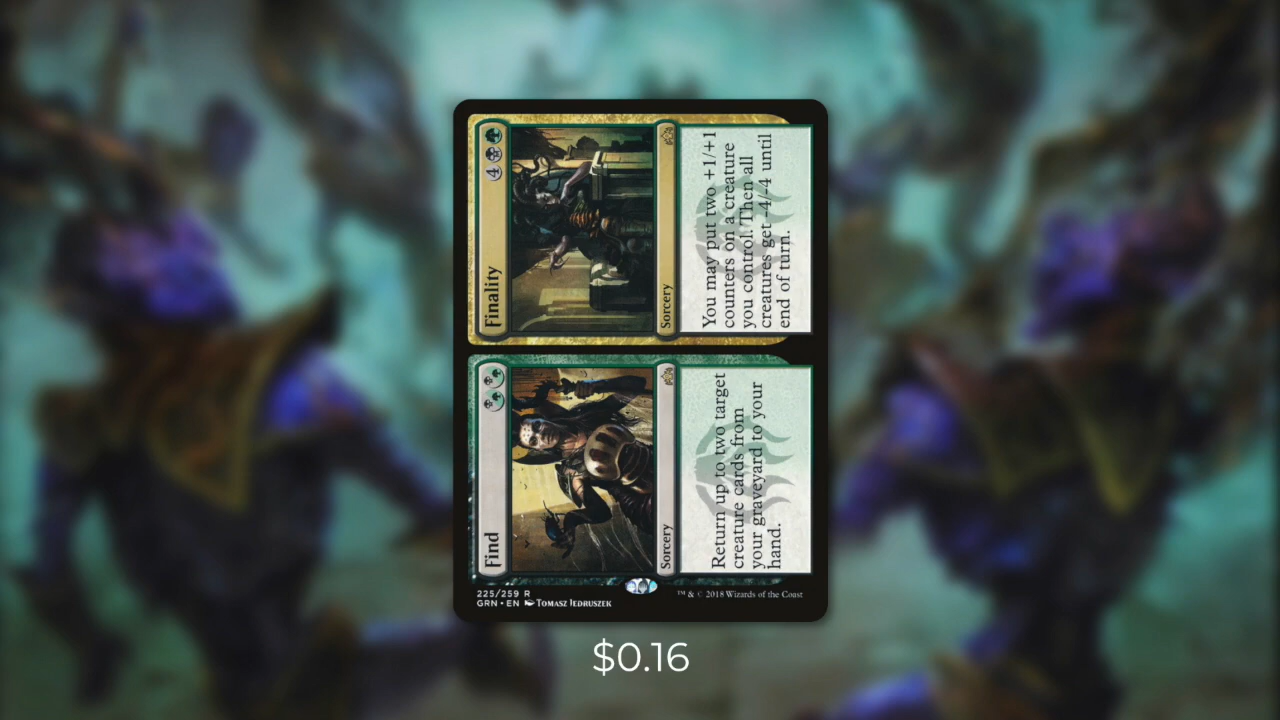 Finality
4
Sorcery
You may put two +1/+1
counters on a creature
you control. Then all
creatures get -4/-4 until
end of turn.
Find
Sorcery
Return up to two target
creature cards from
your graveyard to your
hand.
225/259 R
GRN • EN Tomasz Jedruszek
™ & © 2018 Wizards of the Coast
$0.16